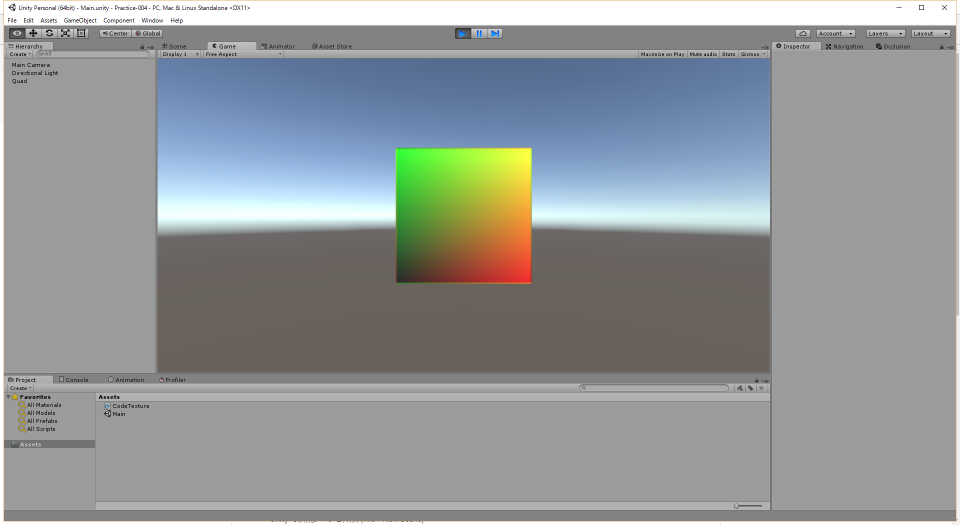 Unity Personal (64bit) - Main.unity - Practice-004 - PC, Mac & Linux Standalone <DX11>
File Edit Assets GameObject Component Window Help
Center Global Account Layers Layout
Hierarchy Scene Game Animator Asset Store Inspector Navigation Occlusion
Create All Display 1 Free Aspect Maximize on Play Mute audio Stats Gizmos
Main Camera
Directional Light
Quad
Project Console Animation Profiler
Create
Favorites Assets
All Materials CodeTexture
All Models Main
All Prefabs
All Scripts
Assets